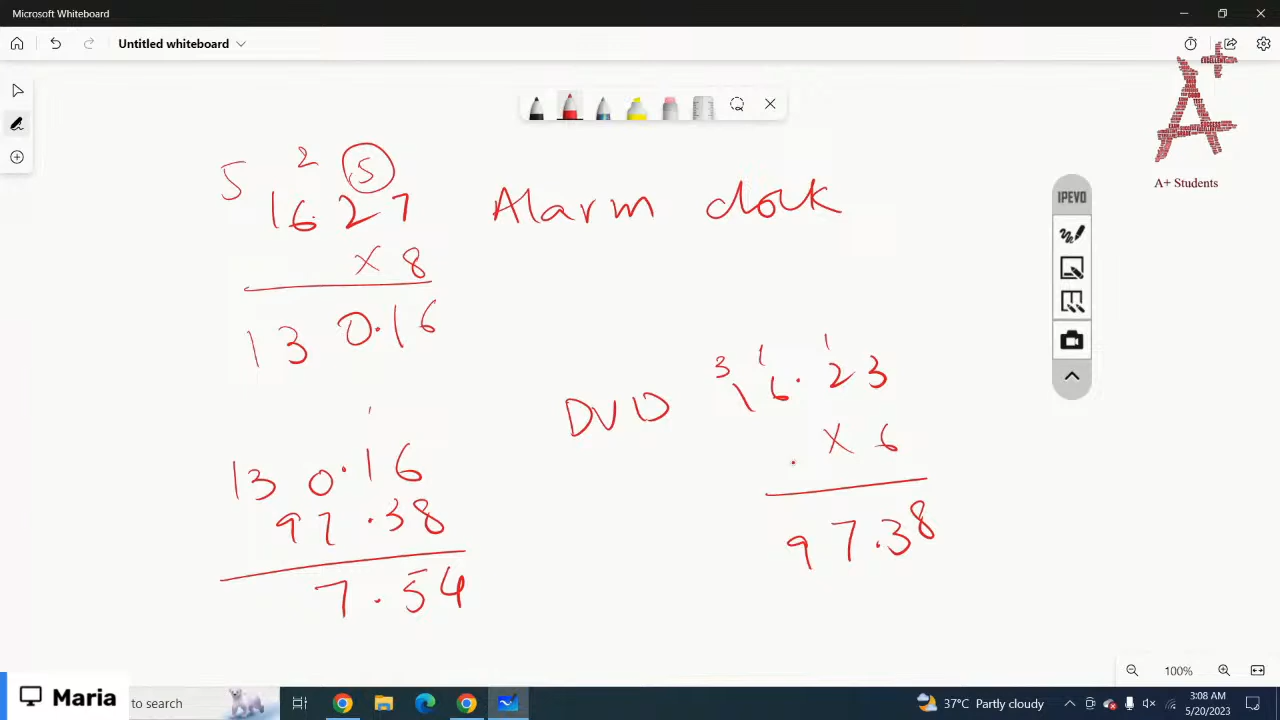 Microsoft Whiteboard
Untitled whiteboard
A+
A+ Students
IPEVO
5 2 5
16.27 Alarm clock
× 8
130.16
3 1 1
DVD 16.23
× 6
97.38
1
130.16
97.38
7.54
100%
Maria
to search
37°C Partly cloudy
3:08 AM
5/20/2023